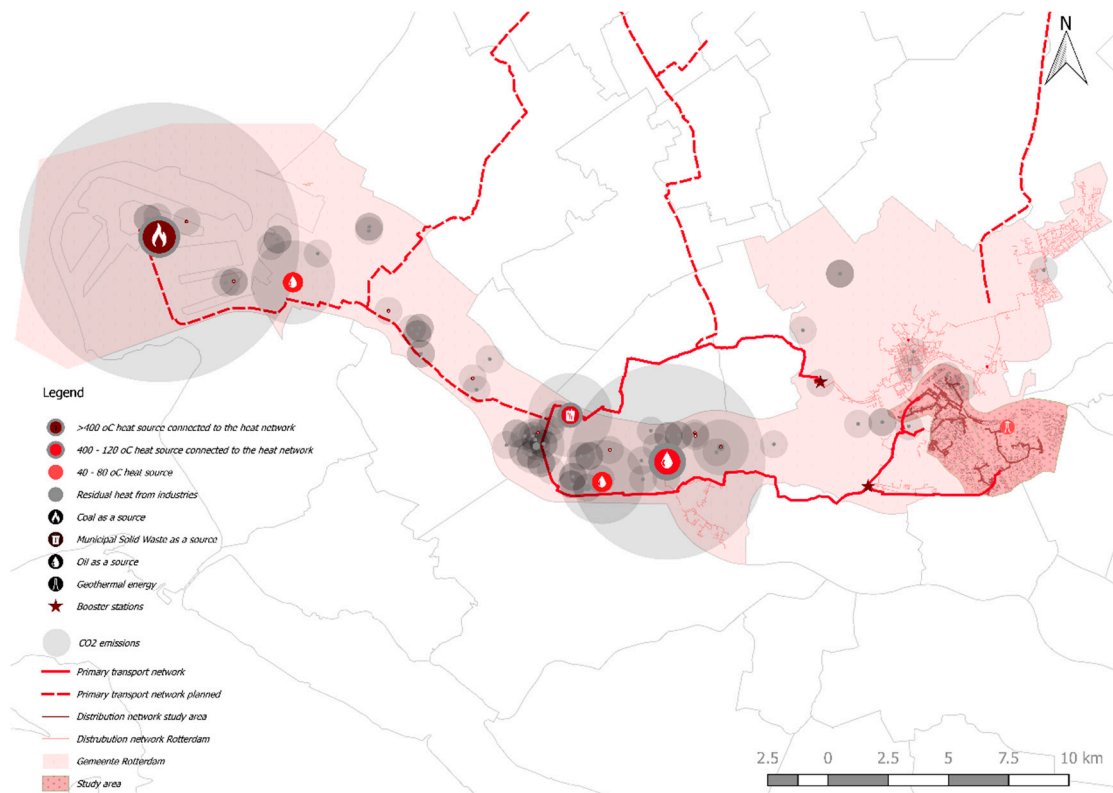 N
Legend
>400 oC heat source connected to the heat network
400 - 120 oC heat source connected to the heat network
40 - 80 oC heat source
Residual heat from industries
Coal as a source
Municipal Solid Waste as a source
Oil as a source
Geothermal energy
Booster stations
CO2 emissions
Primary transport network
Primary transport network planned
Distribution network study area
Distrubution network Rotterdam
Gemeente Rotterdam
Study area
2.5 0 2.5 5 7.5 10 km